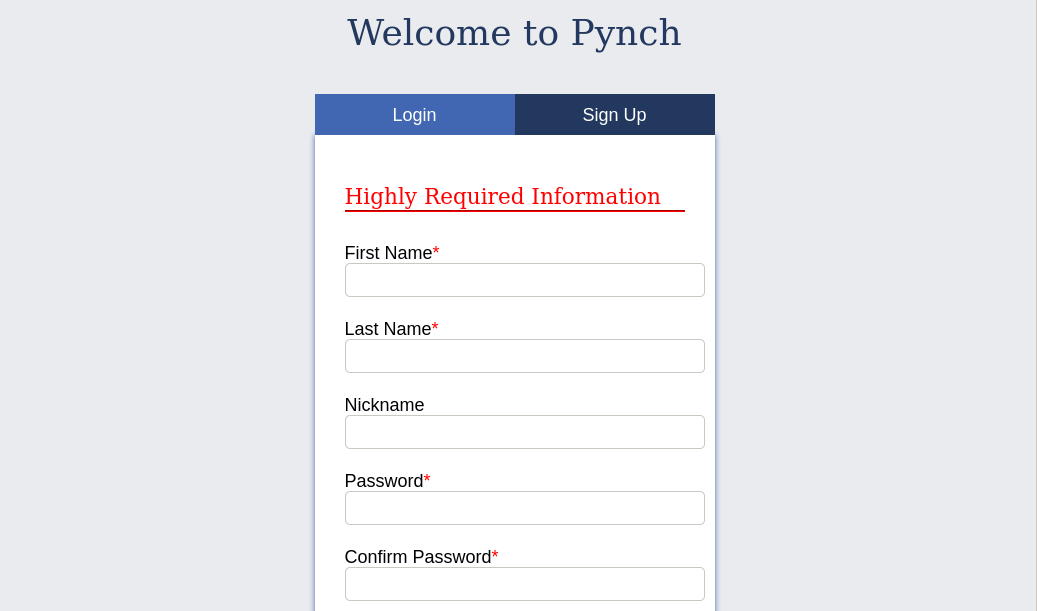 Welcome to Pynch
Login Sign Up
Highly Required Information
First Name*
Last Name*
Nickname
Password*
Confirm Password*